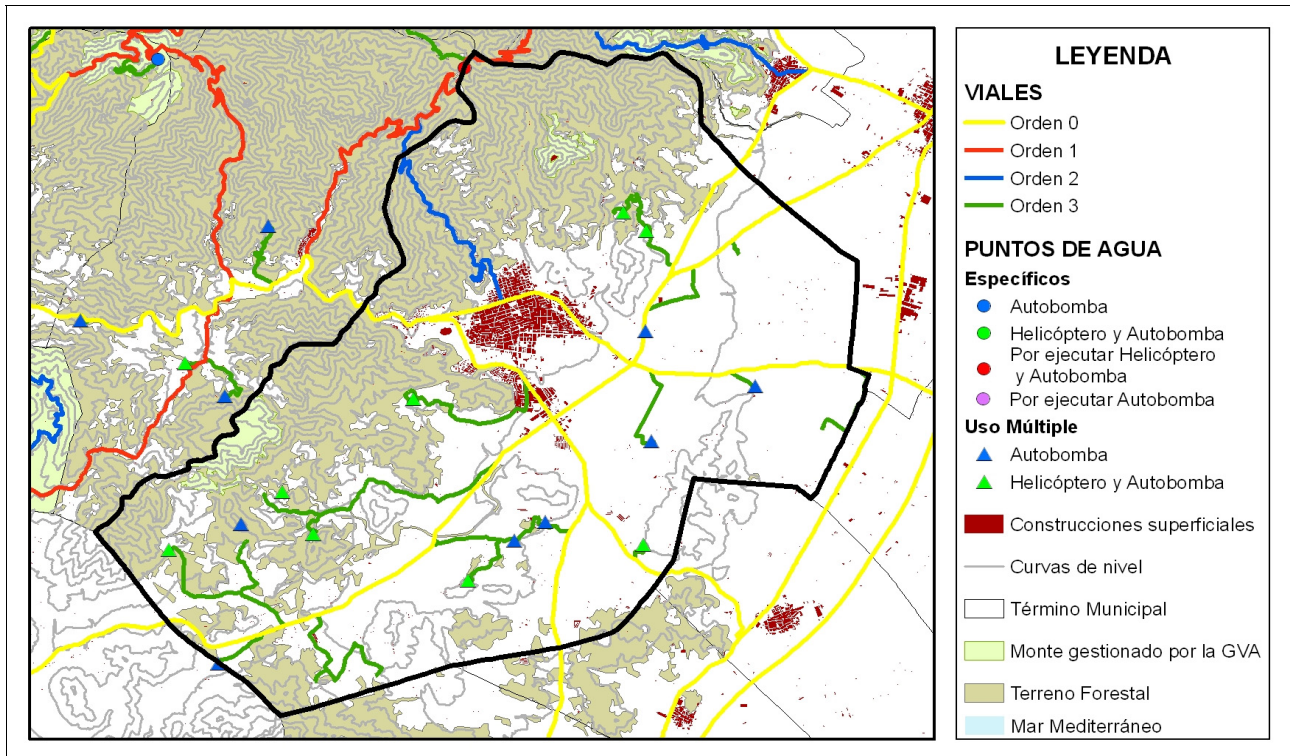 LEYENDA
VIALES
Orden 0
Orden 1
Orden 2
Orden 3
PUNTOS DE AGUA
Específicos
Autobomba
Helicóptero y Autobomba
Por ejecutar Helicóptero
y Autobomba
Por ejecutar Autobomba
Uso Múltiple
Autobomba
Helicóptero y Autobomba
Construcciones superficiales
Curvas de nivel
Término Municipal
Monte gestionado por la GVA
Terreno Forestal
Mar Mediterráneo